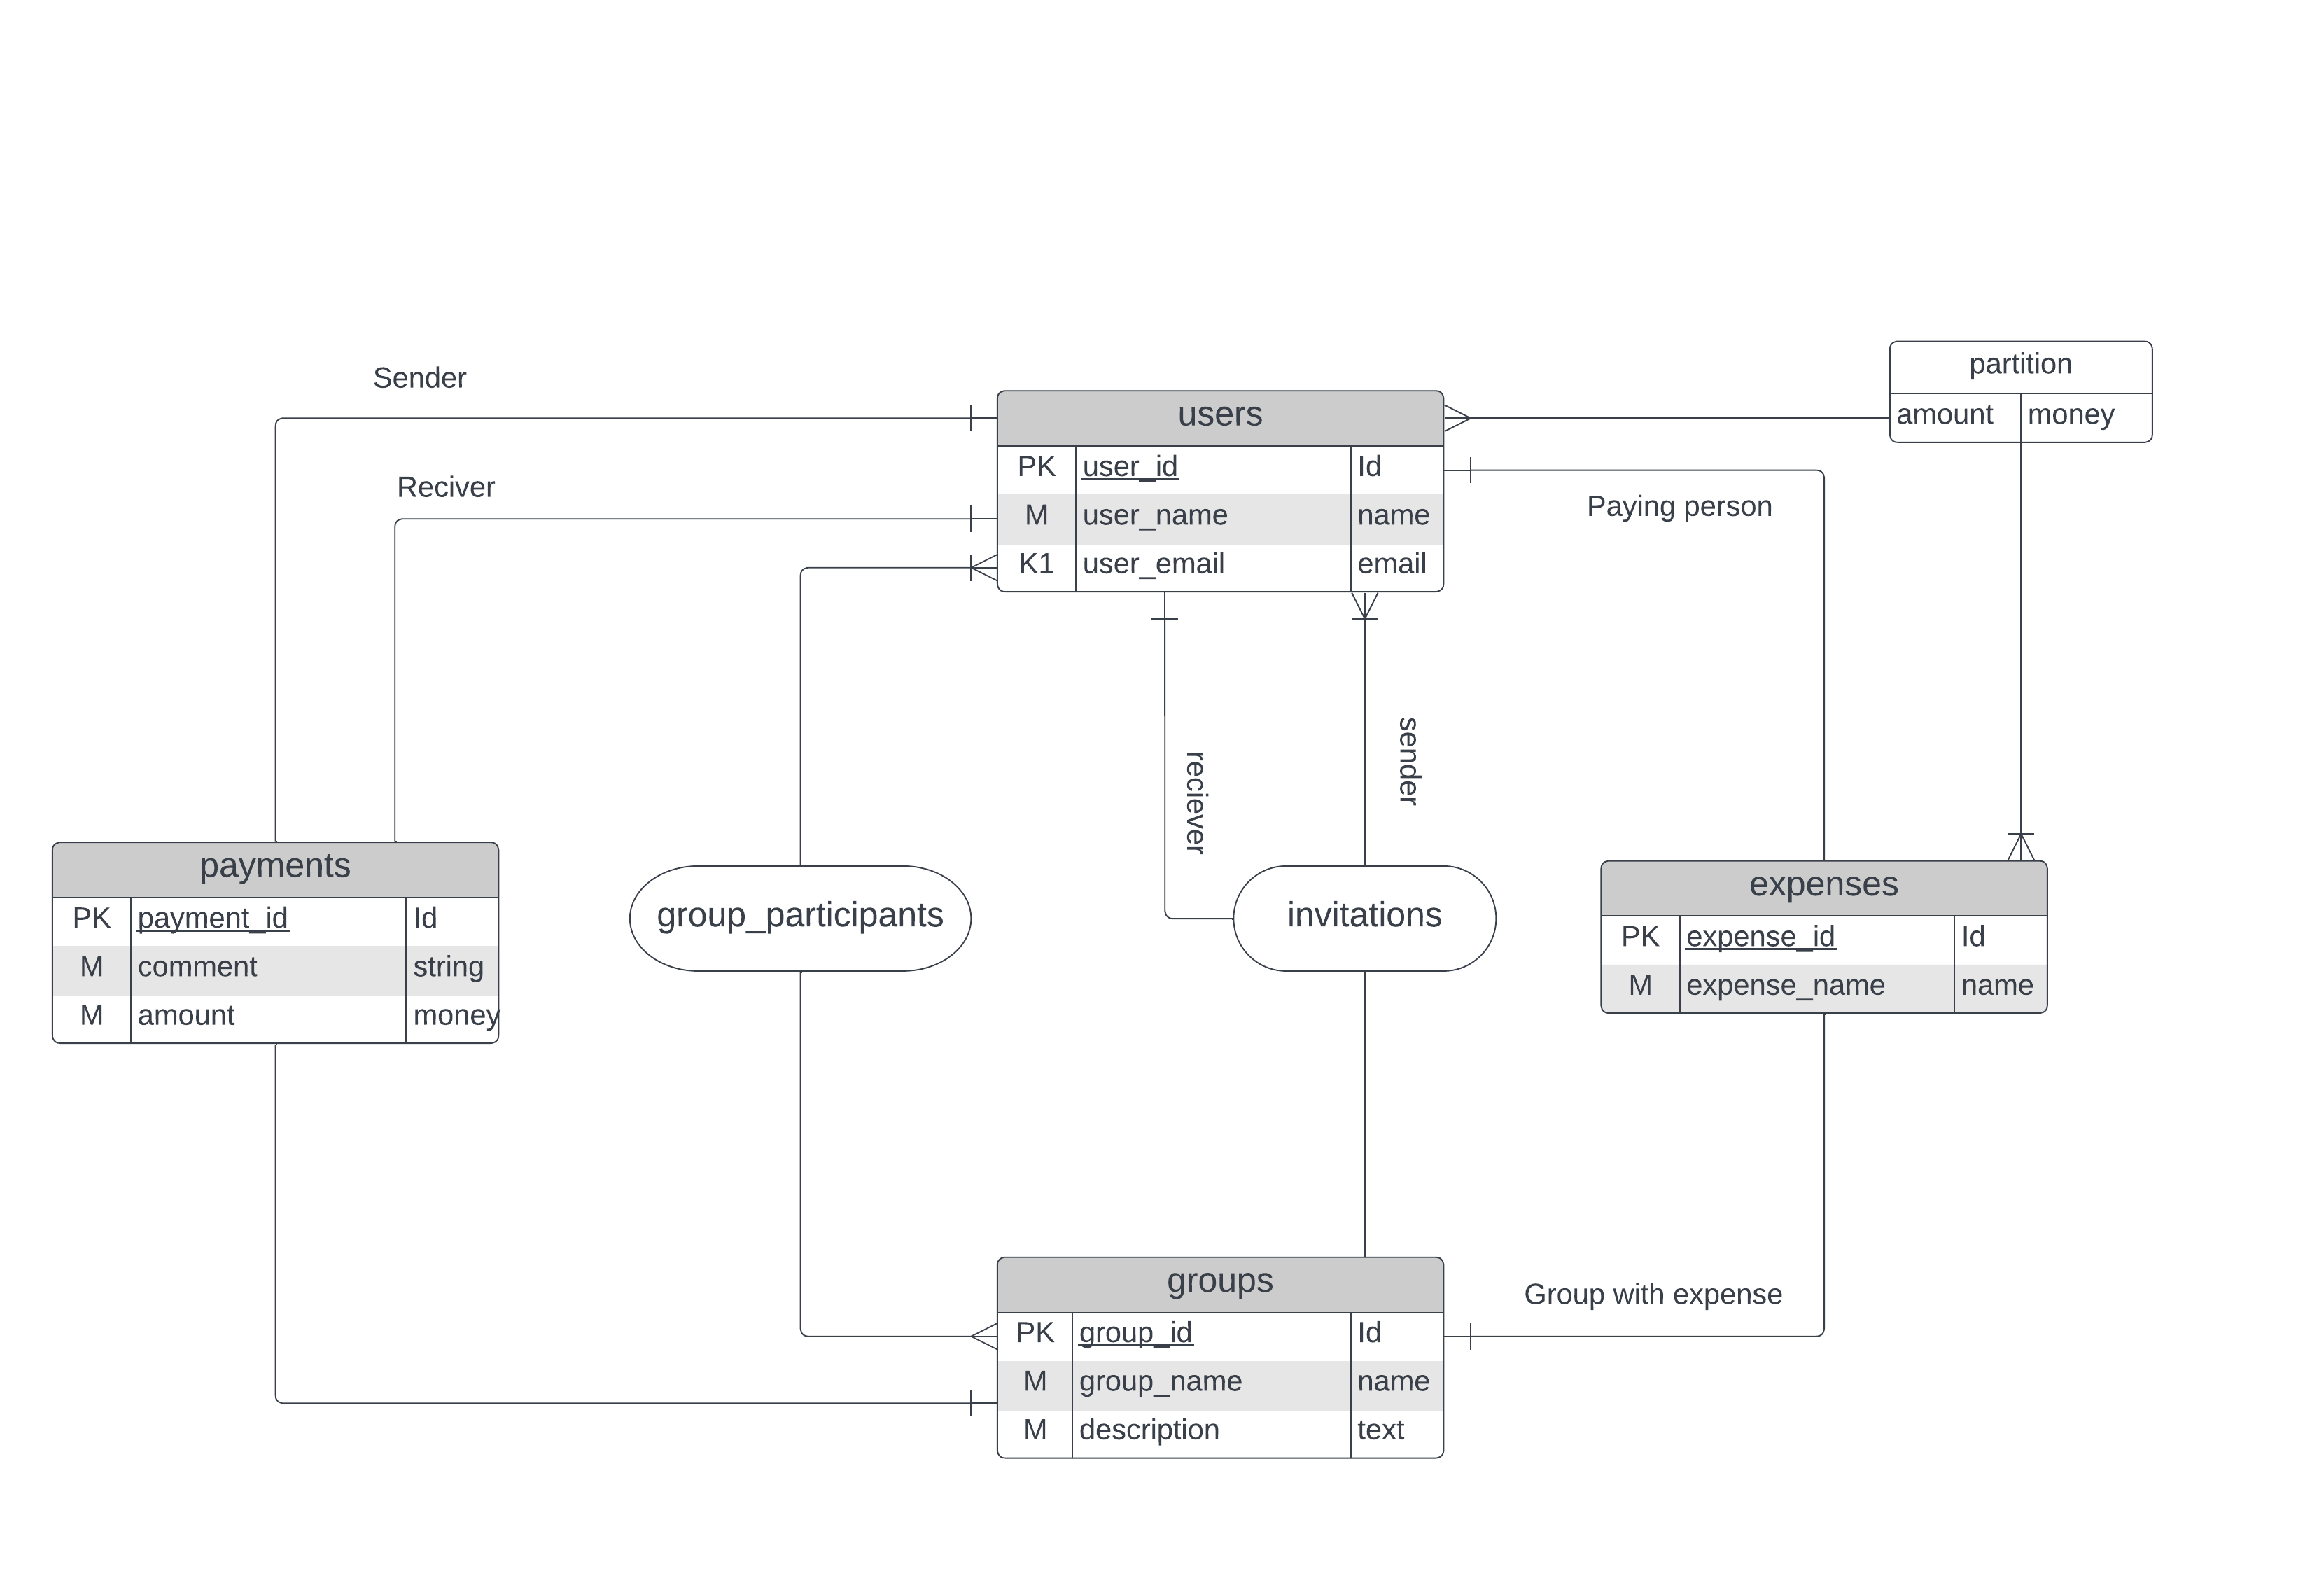 Sender
partition
amount money
users
PK user_id Id
M user_name name
K1 user_email email
Reciver
Paying person
sender
reciever
payments
PK payment_id Id
M comment string
M amount money
group_participants
invitations
expenses
PK expense_id Id
M expense_name name
groups
PK group_id Id
M group_name name
M description text
Group with expense